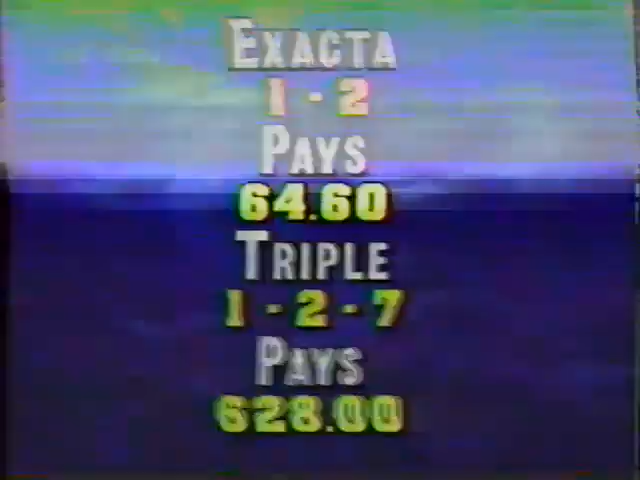 EXACTA
1 - 2
PAYS
64.60
TRIPLE
1 - 2 - 7
PAYS
628.00